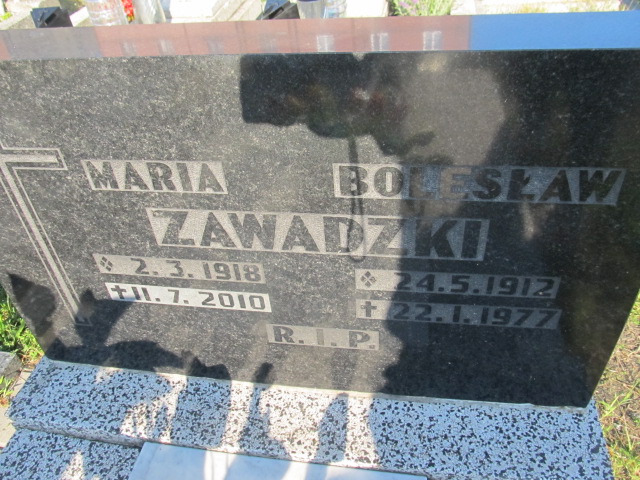 MARIA BOLESŁAW
ZAWADZKI
❖ 2. 3. 1918 ❖ 24.5.1912
✝ 11. 7. 2010 ✝ 22.1.1977
R. I. P.